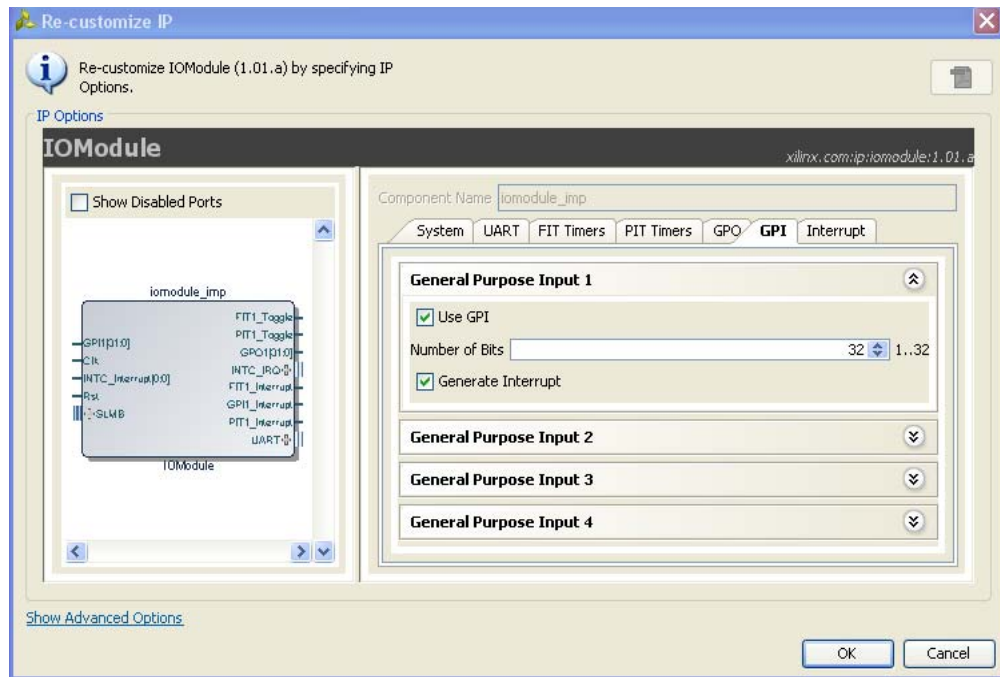 Re-customize IP
Re-customize IOModule (1.01.a) by specifying IP
Options.
IP Options
IOModule
xilinx.com:ip:iomodule:1.01.a
Show Disabled Ports
iomodule_imp
GPI1[31:0]
Clk
INTC_Interrupt[0:0]
Rst
SLMB
FIT1_Toggle
PIT1_Toggle
GPO1[31:0]
INTC_IRQ
FIT1_Interrupt
GPI1_Interrupt
PIT1_Interrupt
UART
IOModule
Component Name iomodule_imp
System UART FIT Timers PIT Timers GPO GPI Interrupt
General Purpose Input 1
Use GPI
Number of Bits 32 1..32
Generate Interrupt
General Purpose Input 2
General Purpose Input 3
General Purpose Input 4
Show Advanced Options
OK Cancel